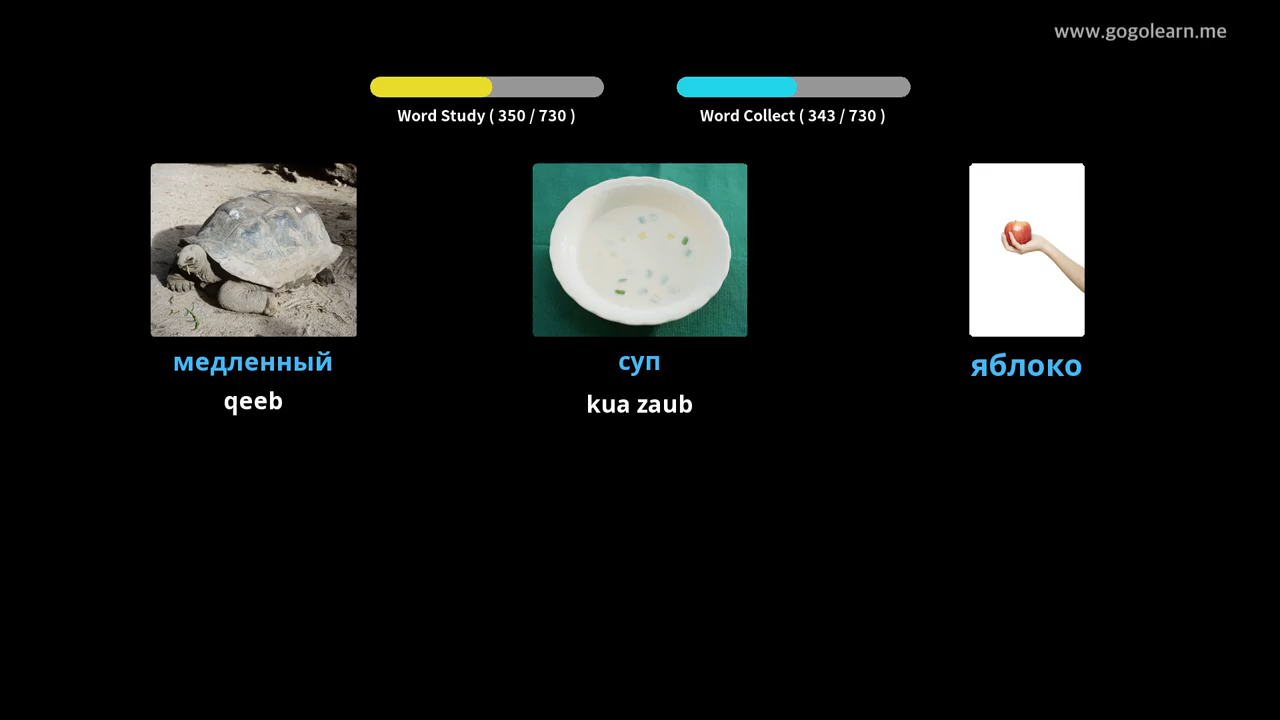 www.gogolearn.me
Word Study ( 350 / 730 )
Word Collect ( 343 / 730 )
медленный
qeeb
суп
kua zaub
яблоко